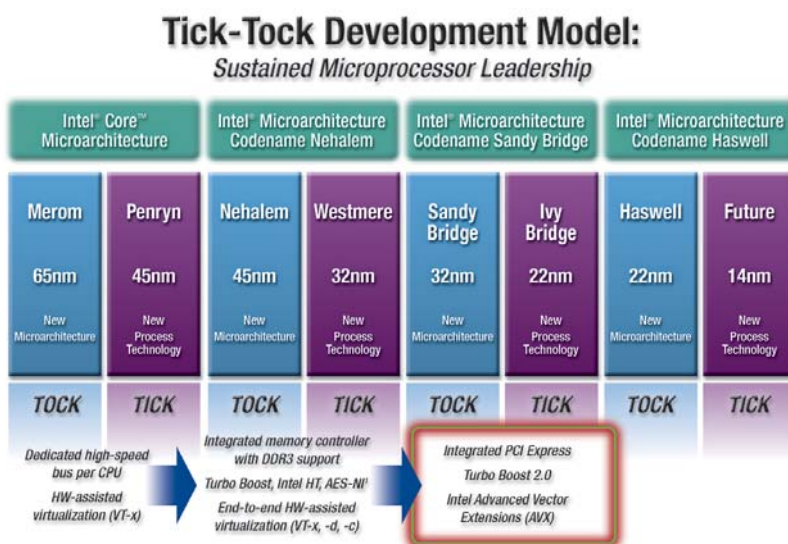 Tick-Tock Development Model:
Sustained Microprocessor Leadership
Intel® Core™
Microarchitecture
Intel® Microarchitecture
Codename Nehalem
Intel® Microarchitecture
Codename Sandy Bridge
Intel® Microarchitecture
Codename Haswell
Merom
65nm
New
Microarchitecture
TOCK
Penryn
45nm
New
Process
Technology
TICK
Nehalem
45nm
New
Microarchitecture
TOCK
Westmere
32nm
New
Process
Technology
TICK
Sandy
Bridge
32nm
New
Microarchitecture
TOCK
Ivy
Bridge
22nm
New
Process
Technology
TICK
Haswell
22nm
New
Microarchitecture
TOCK
Future
14nm
New
Process
Technology
TICK
Dedicated high-speed
bus per CPU
HW-assisted
virtualization (VT-x)
Integrated memory controller
with DDR3 support
Turbo Boost, Intel HT, AES-NI¹
End-to-end HW-assisted
virtualization (VT-x, -d, -c)
Integrated PCI Express
Turbo Boost 2.0
Intel Advanced Vector
Extensions (AVX)